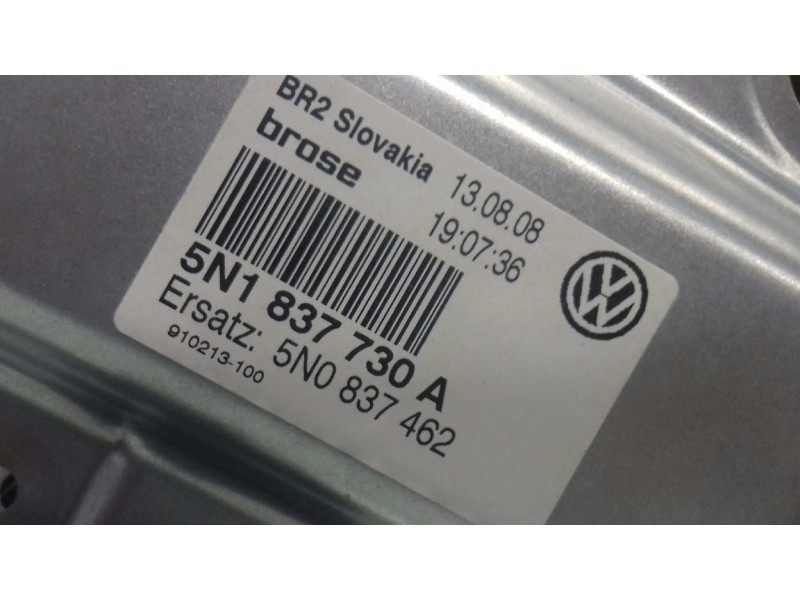 BR2 Slovakia 13.08.08
brose 19:07:36
5N1 837 730 A
Ersatz: 5N0 837 462
910213-100